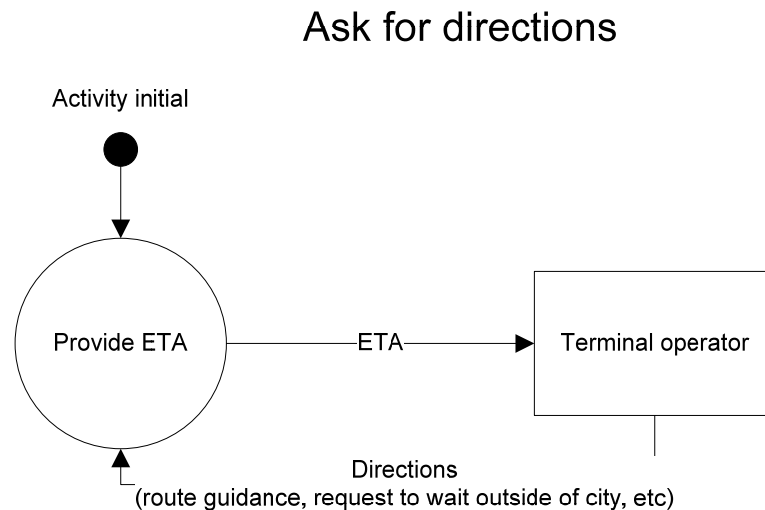 Ask for directions
Activity initial
Provide ETA
ETA
Terminal operator
Directions
(route guidance, request to wait outside of city, etc)